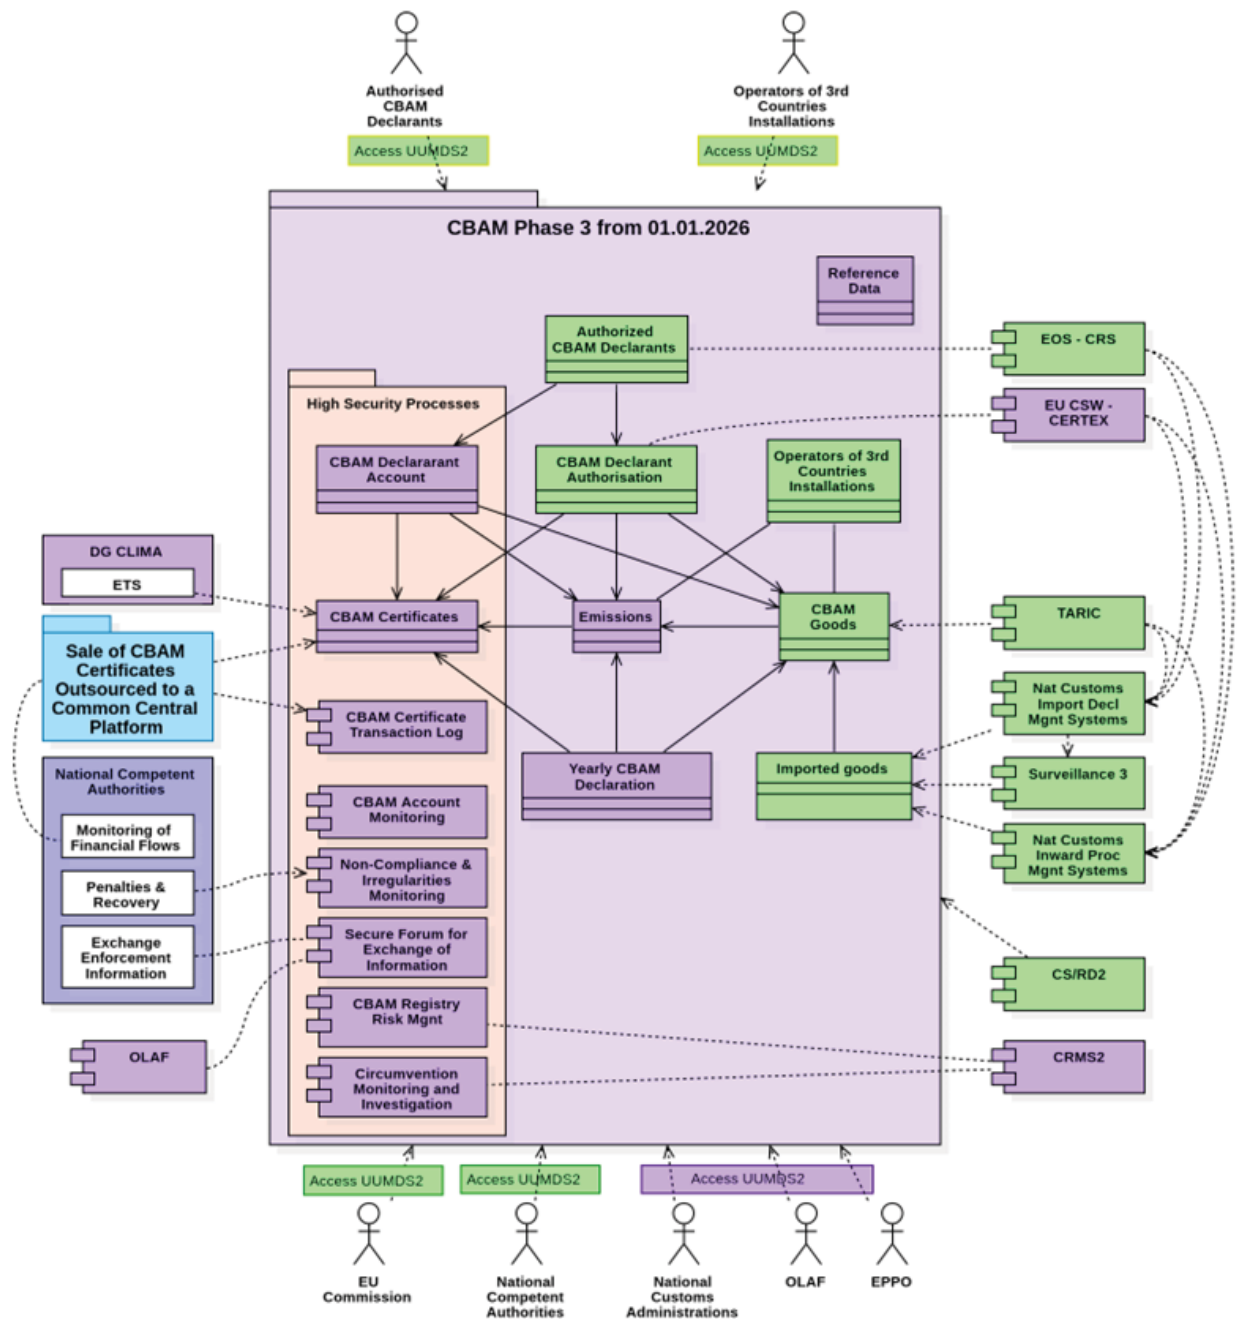 Authorised
CBAM
Declarants
Operators of 3rd
Countries
Installations
Access UUMDS2
Access UUMDS2
CBAM Phase 3 from 01.01.2026
Reference
Data
Authorized
CBAM Declarants
EOS - CRS
High Security Processes
EU CSW -
CERTEX
CBAM Declararant
Account
CBAM Declarant
Authorisation
Operators of 3rd
Countries
Installations
DG CLIMA
ETS
CBAM Certificates
Emissions
CBAM
Goods
TARIC
Sale of CBAM
Certificates
Outsourced to a
Common Central
Platform
CBAM Certificate
Transaction Log
Nat Customs
Import Decl
Mgnt Systems
National Competent
Authorities
Yearly CBAM
Declaration
Imported goods
Surveillance 3
Monitoring of
Financial Flows
CBAM Account
Monitoring
Nat Customs
Inward Proc
Mgnt Systems
Penalties &
Recovery
Non-Compliance &
Irregularities
Monitoring
Exchange
Enforcement
Information
Secure Forum for
Exchange of
Information
CS/RD2
CBAM Registry
Risk Mgnt
OLAF
CRMS2
Circumvention
Monitoring and
Investigation
Access UUMDS2
Access UUMDS2
Access UUMDS2
EU
Commission
National
Competent
Authorities
National
Customs
Administrations
OLAF
EPPO